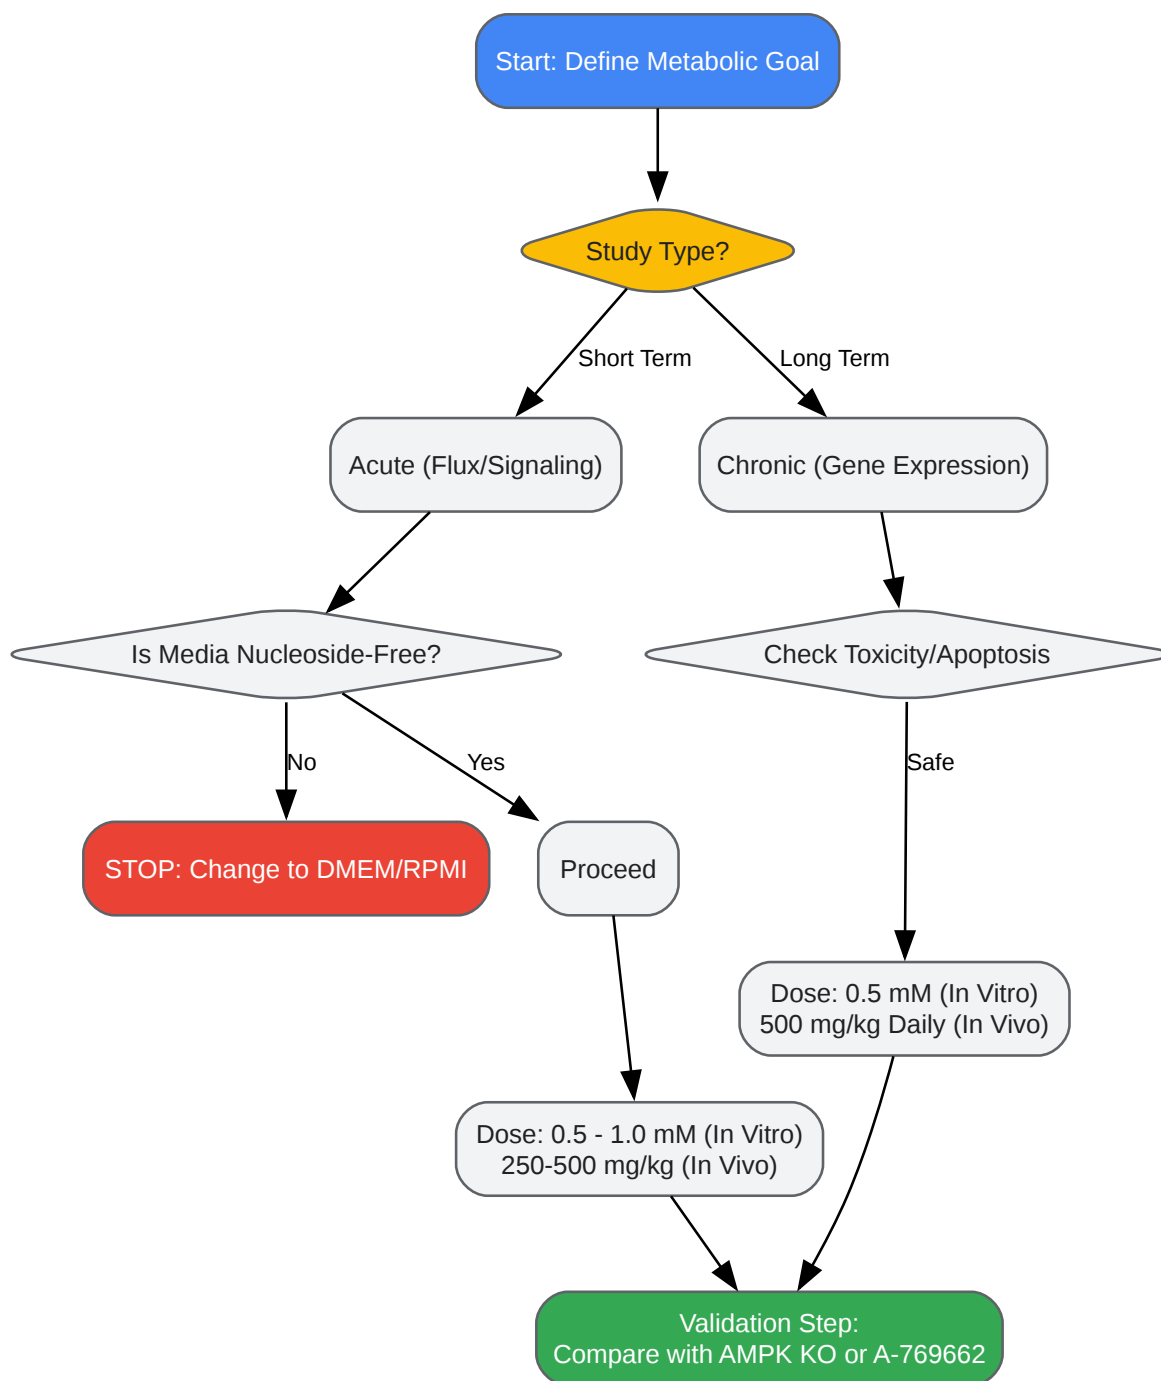 Start: Define Metabolic Goal
Study Type?
Short Term
Long Term
Acute (Flux/Signaling)
Chronic (Gene Expression)
Is Media Nucleoside-Free?
Check Toxicity/Apoptosis
No
Yes
Safe
STOP: Change to DMEM/RPMI
Proceed
Dose: 0.5 mM (In Vitro)
500 mg/kg Daily (In Vivo)
Dose: 0.5 - 1.0 mM (In Vitro)
250-500 mg/kg (In Vivo)
Validation Step:
Compare with AMPK KO or A-769662